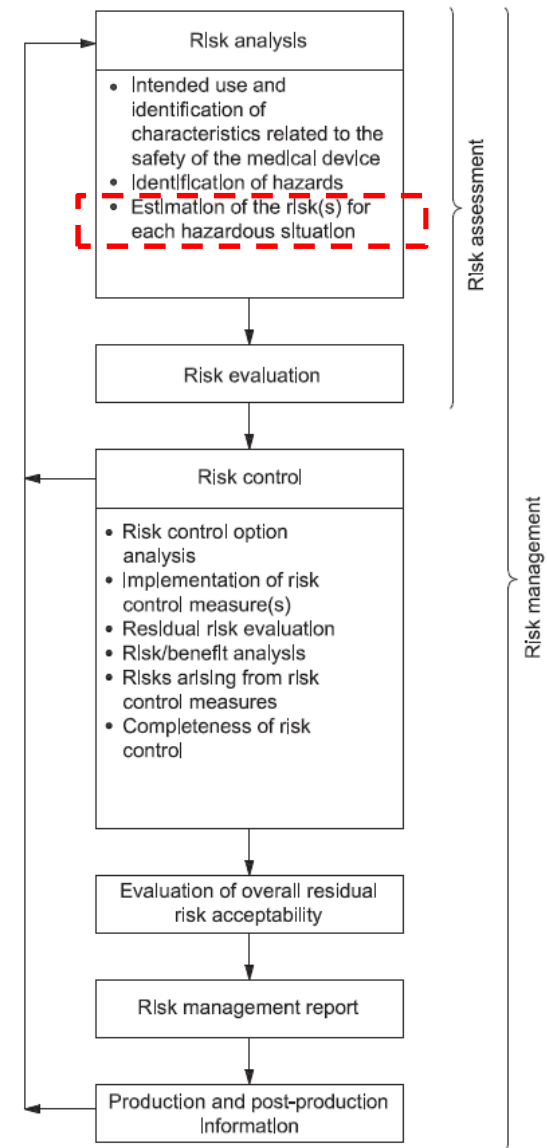 Risk analysis
• Intended use and
identification of
characteristics related to the
safety of the medical device
• Identification of hazards
• Estimation of the risk(s) for
each hazardous situation
Risk evaluation
Risk assessment
Risk control
• Risk control option
analysis
• Implementation of risk
control measure(s)
• Residual risk evaluation
• Risk/benefit analysis
• Risks arising from risk
control measures
• Completeness of risk
control
Risk management
Evaluation of overall residual
risk acceptability
Risk management report
Production and post-production
information